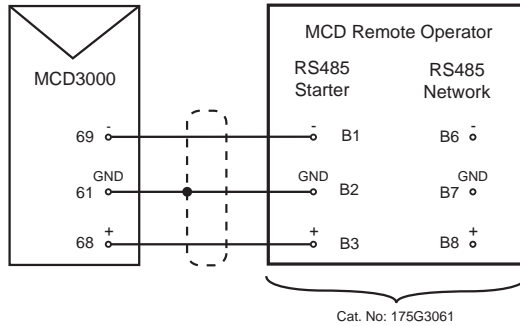 MCD Remote Operator
MCD3000
RS485 Starter
RS485 Network
69 - - B1 B6 -
61 GND GND B2 B7 GND
68 + + B3 B8 +
Cat. No: 175G3061